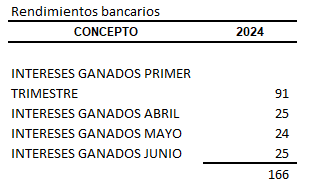 Rendimientos bancarios
CONCEPTO 2024
INTERESES GANADOS PRIMER
TRIMESTRE 91
INTERESES GANADOS ABRIL 25
INTERESES GANADOS MAYO 24
INTERESES GANADOS JUNIO 25
166